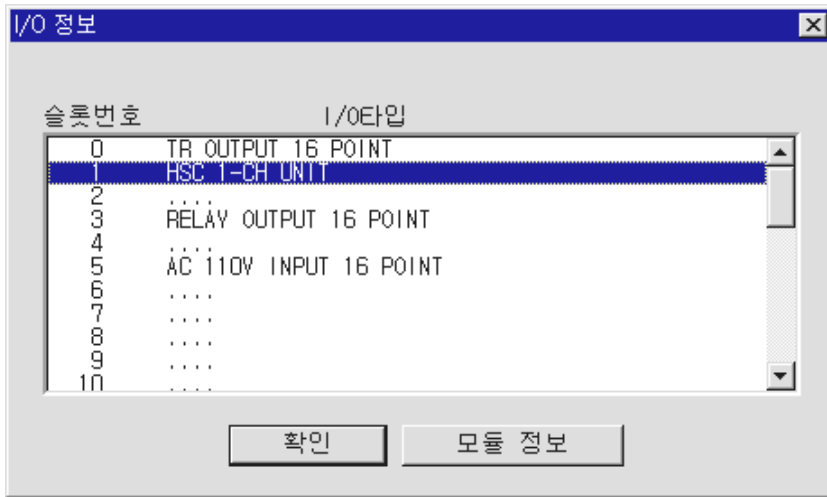 I/O 정보
슬롯번호 I/O타입
0 TR OUTPUT 16 POINT
1 HSC 1-CH UNIT
2 ....
3 RELAY OUTPUT 16 POINT
4 ....
5 AC 110V INPUT 16 POINT
6 ....
7 ....
8 ....
9 ....
10 ....
확인 모듈 정보